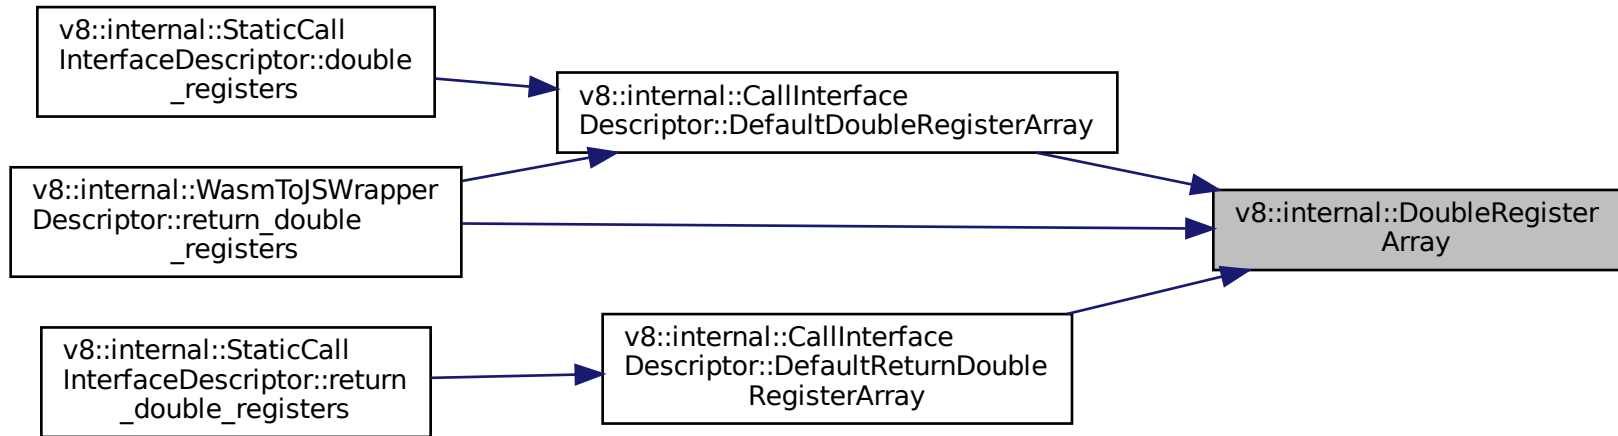 v8::internal::StaticCall
InterfaceDescriptor::double
_registers
v8::internal::CallInterface
Descriptor::DefaultDoubleRegisterArray
v8::internal::WasmToJSWrapper
Descriptor::return_double
_registers
v8::internal::DoubleRegister
Array
v8::internal::StaticCall
InterfaceDescriptor::return
_double_registers
v8::internal::CallInterface
Descriptor::DefaultReturnDouble
RegisterArray